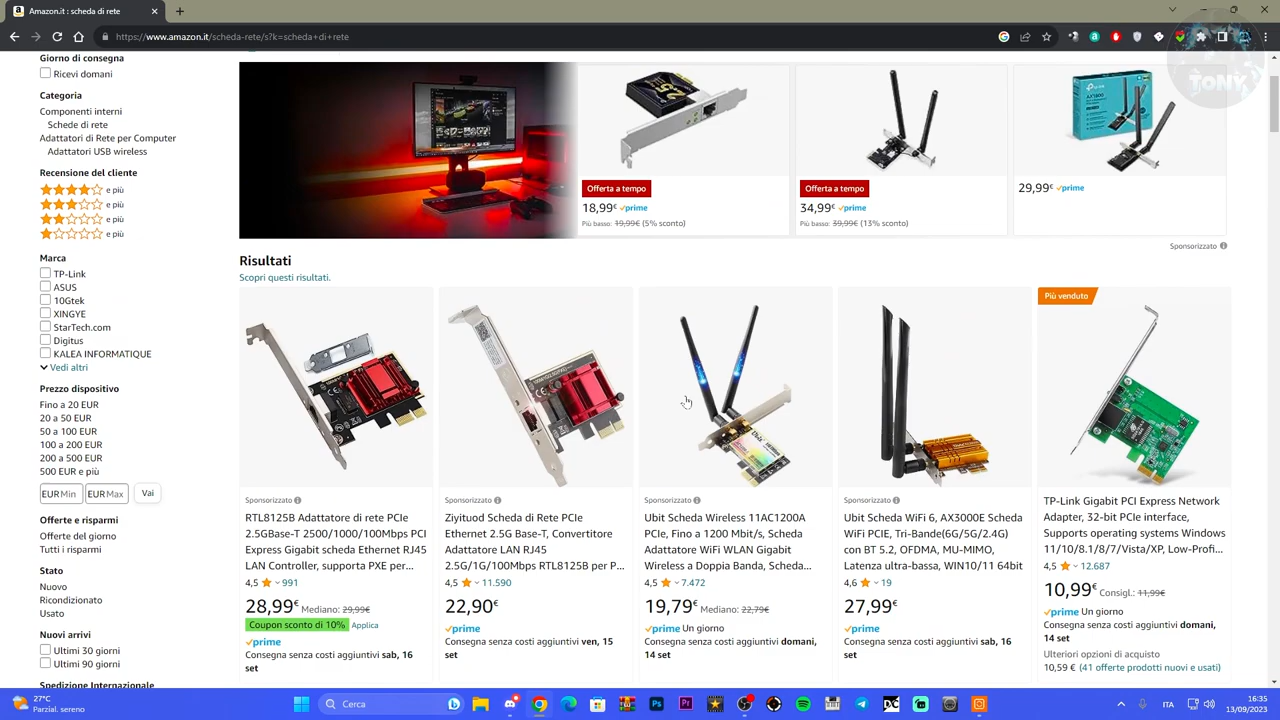 Amazon.it : scheda di rete
https://www.amazon.it/scheda-rete/s?k=scheda+di+rete
TONY
Giorno di consegna
Ricevi domani
Categoria
Componenti interni
Schede di rete
Adattatori di Rete per Computer
Adattatori USB wireless
Recensione del cliente
e più
e più
e più
e più
Marca
TP-Link
ASUS
10Gtek
XINGYE
StarTech.com
Digitus
KALEA INFORMATIQUE
Vedi altri
Prezzo dispositivo
Fino a 20 EUR
20 a 50 EUR
50 a 100 EUR
100 a 200 EUR
200 a 500 EUR
500 EUR e più
EUR Min EUR Max Vai
Offerte e risparmi
Offerte del giorno
Tutti i risparmi
Stato
Nuovo
Ricondizionato
Usato
Nuovi arrivi
Ultimi 30 giorni
Ultimi 90 giorni
Spedizione Internazionale
2.5G
Offerta a tempo
18,99€ prime
Più basso: 19,99€ (5% sconto)
Offerta a tempo
34,99€ prime
Più basso: 39,99€ (13% sconto)
29,99€ prime
Sponsorizzato
Risultati
Scopri questi risultati.
Sponsorizzato
RTL8125B Adattatore di rete PCIe
2.5GBase-T 2500/1000/100Mbps PCI
Express Gigabit scheda Ethernet RJ45
LAN Controller, supporta PXE per...
4,5 991
28,99€ Mediano: 29,99€
Coupon sconto di 10% Applica
prime
Consegna senza costi aggiuntivi sab, 16
set
Sponsorizzato
Ziyituod Scheda di Rete PCIe
Ethernet 2.5G Base-T, Convertitore
Adattatore LAN RJ45
2.5G/1G/100Mbps RTL8125B per P...
4,5 11.590
22,90€
prime
Consegna senza costi aggiuntivi ven, 15
set
Sponsorizzato
Ubit Scheda Wireless 11AC1200A
PCIe, Fino a 1200 Mbit/s, Scheda
Adattatore WiFi WLAN Gigabit
Wireless a Doppia Banda, Scheda...
4,5 7.472
19,79€ Mediano: 22,79€
prime Un giorno
Consegna senza costi aggiuntivi domani,
14 set
Sponsorizzato
Ubit Scheda WiFi 6, AX3000E Scheda
WiFi PCIE, Tri-Bande(6G/5G/2.4G)
con BT 5.2, OFDMA, MU-MIMO,
Latenza ultra-bassa, WIN10/11 64bit
4,6 19
27,99€
prime
Consegna senza costi aggiuntivi sab, 16
set
Più venduto
TP-Link Gigabit PCI Express Network
Adapter, 32-bit PCIe interface,
Supports operating systems Windows
11/10/8.1/8/7/Vista/XP, Low-Profi...
4,5 12.687
10,99€ Consigl.: 11,99€
prime Un giorno
Consegna senza costi aggiuntivi domani,
14 set
Ulteriori opzioni di acquisto
10,59 € (41 offerte prodotti nuovi e usati)
27°C
Parzial. sereno
Cerca
ITA
16:35
13/09/2023